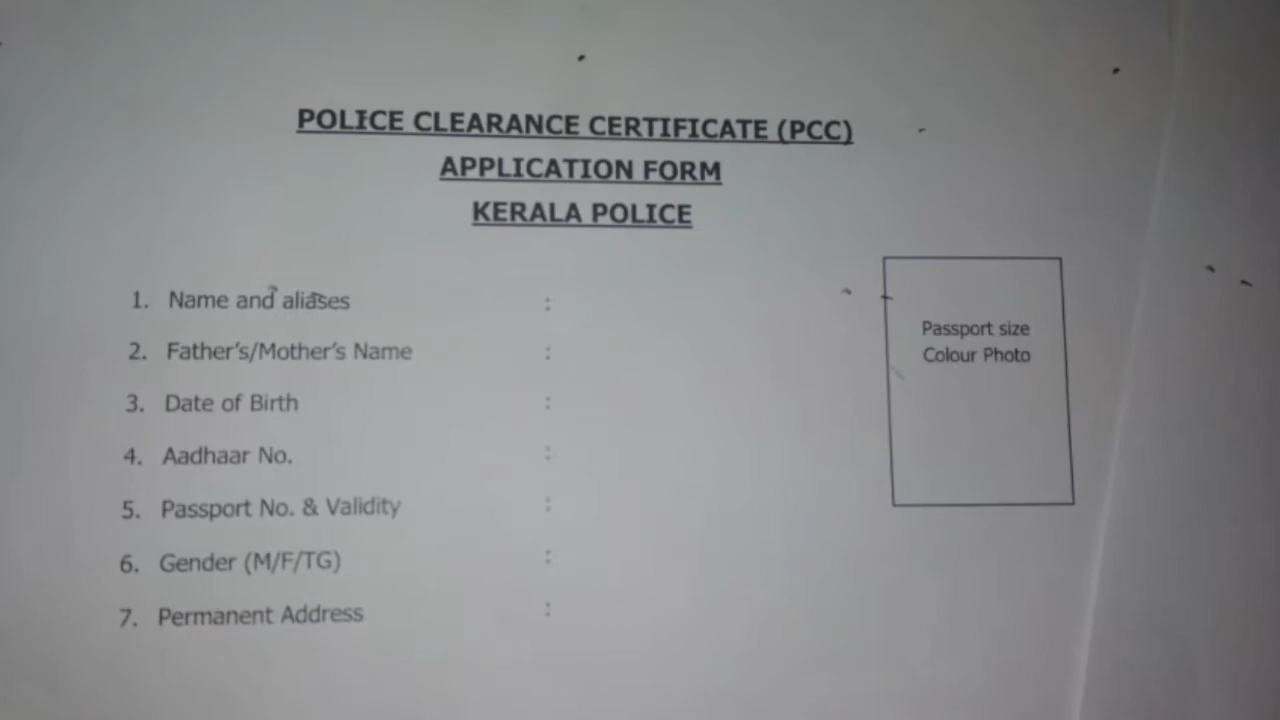 POLICE CLEARANCE CERTIFICATE (PCC)
APPLICATION FORM
KERALA POLICE
1. Name and aliases :
Passport size
Colour Photo
2. Father's/Mother's Name :
3. Date of Birth :
4. Aadhaar No. :
5. Passport No. & Validity :
6. Gender (M/F/TG) :
7. Permanent Address :